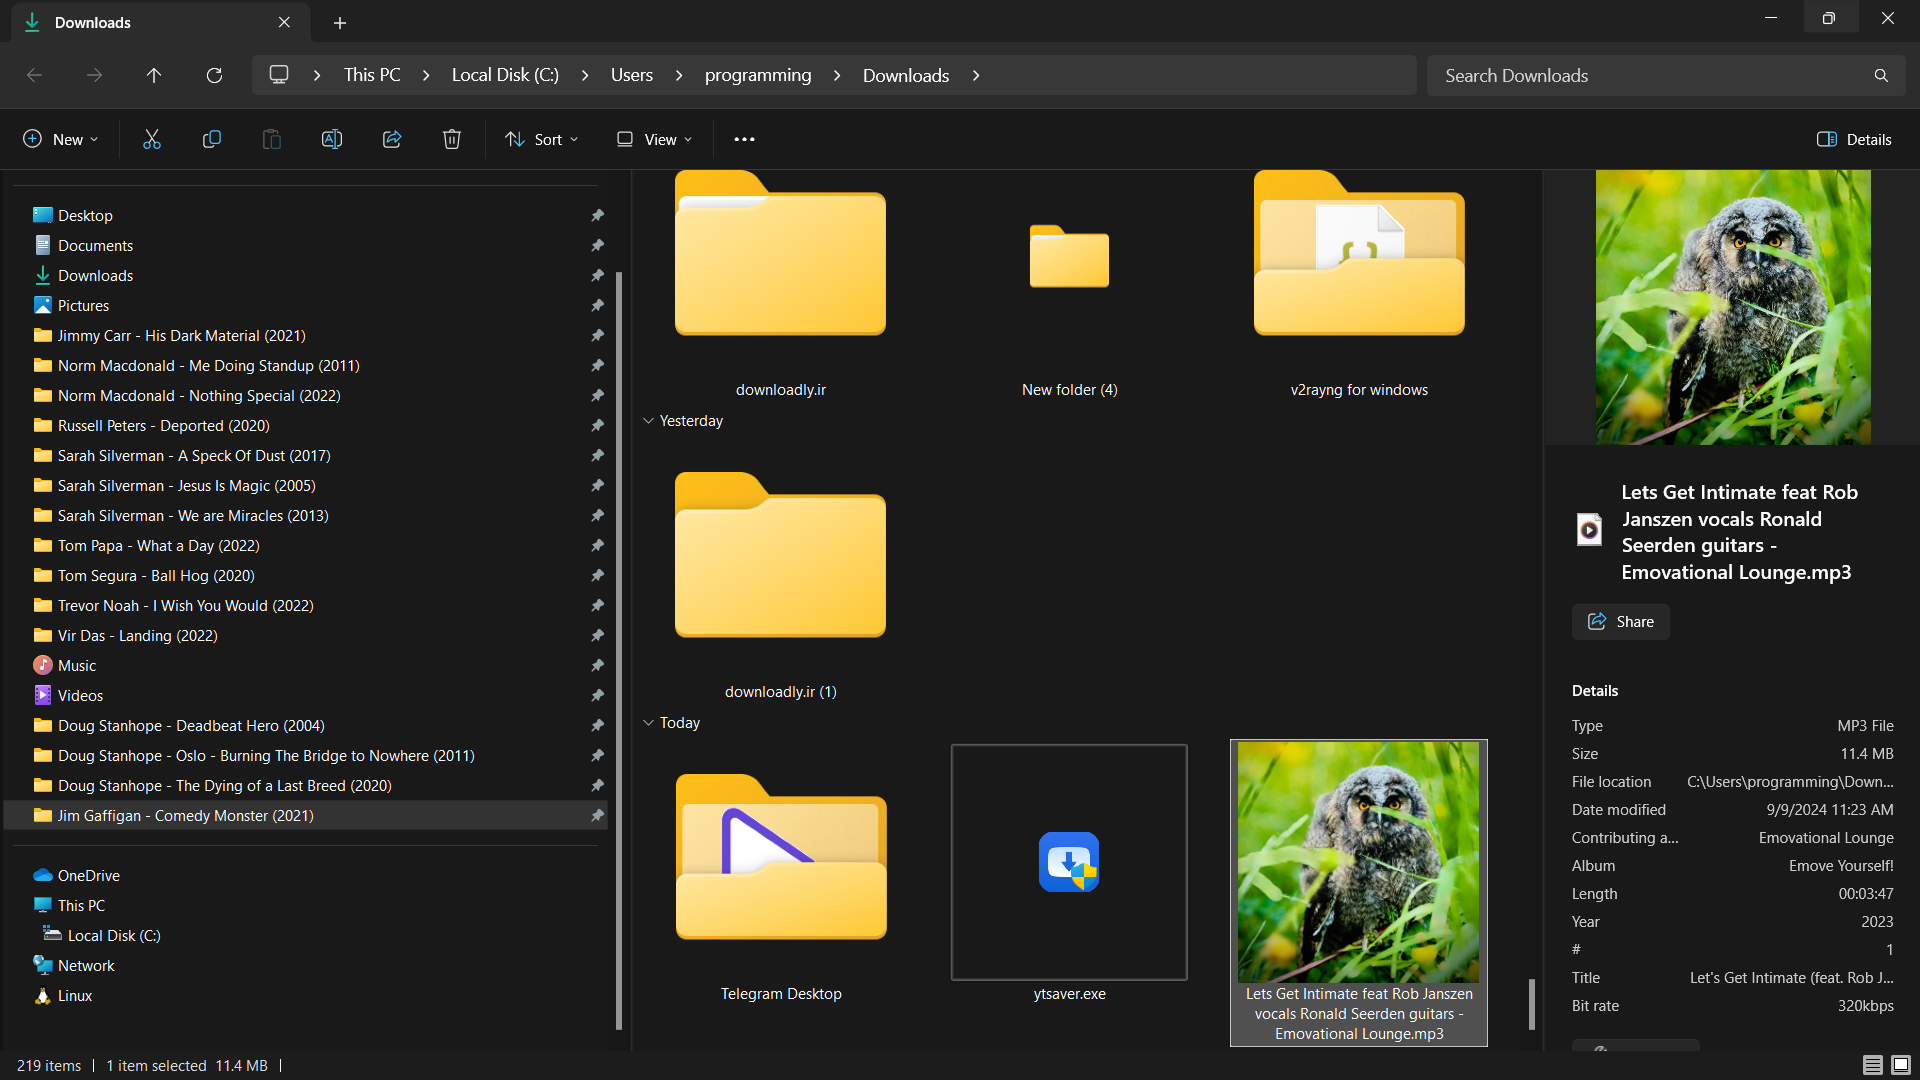 Downloads
This PC
Local Disk (C:)
Users
programming
Downloads
Search Downloads
New
Sort
View
Details
Desktop
Documents
Downloads
Pictures
Jimmy Carr - His Dark Material (2021)
Norm Macdonald - Me Doing Standup (2011)
Norm Macdonald - Nothing Special (2022)
Russell Peters - Deported (2020)
Sarah Silverman - A Speck Of Dust (2017)
Sarah Silverman - Jesus Is Magic (2005)
Sarah Silverman - We are Miracles (2013)
Tom Papa - What a Day (2022)
Tom Segura - Ball Hog (2020)
Trevor Noah - I Wish You Would (2022)
Vir Das - Landing (2022)
Music
Videos
Doug Stanhope - Deadbeat Hero (2004)
Doug Stanhope - Oslo - Burning The Bridge to Nowhere (2011)
Doug Stanhope - The Dying of a Last Breed (2020)
Jim Gaffigan - Comedy Monster (2021)
OneDrive
This PC
Local Disk (C:)
Network
Linux
downloadly.ir
New folder (4)
v2rayng for windows
Yesterday
downloadly.ir (1)
Today
Telegram Desktop
ytsaver.exe
Lets Get Intimate feat Rob Janszen
vocals Ronald Seerden guitars -
Emovational Lounge.mp3
Lets Get Intimate feat Rob
Janszen vocals Ronald
Seerden guitars -
Emovational Lounge.mp3
Share
Details
Type MP3 File
Size 11.4 MB
File location C:\Users\programming\Down...
Date modified 9/9/2024 11:23 AM
Contributing a... Emovational Lounge
Album Emove Yourself!
Length 00:03:47
Year 2023
# 1
Title Let's Get Intimate (feat. Rob J...
Bit rate 320kbps
219 items
1 item selected 11.4 MB